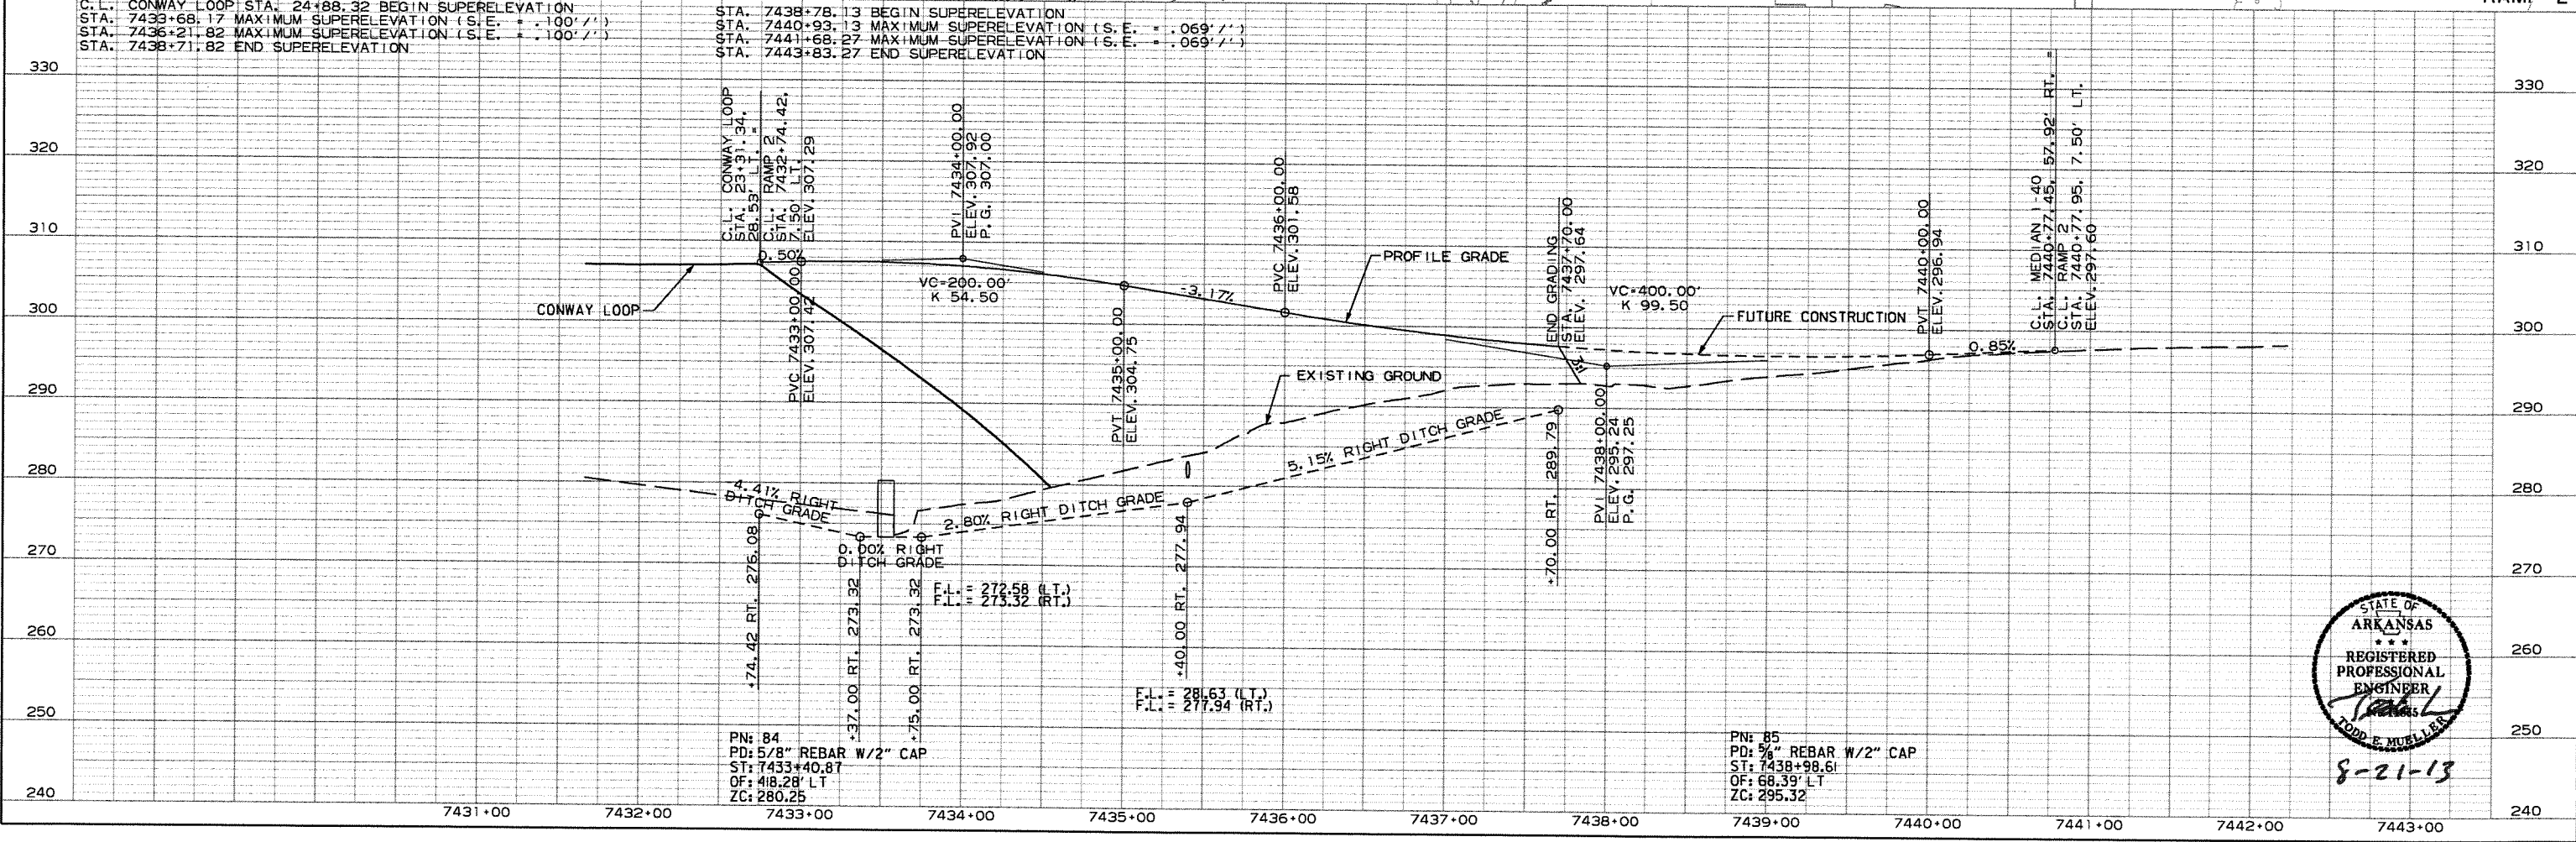 C.L. CONWAY LOOP STA. 24+88.32 BEGIN SUPERELEVATION
STA. 7433+68.17 MAXIMUM SUPERELEVATION (S.E. = .100'/')
STA. 7436+21.82 MAXIMUM SUPERELEVATION (S.E. = .100'/')
STA. 7438+71.82 END SUPERELEVATION
STA. 7438+78.13 BEGIN SUPERELEVATION
STA. 7440+93.13 MAXIMUM SUPERELEVATION (S.E. = .069'/')
STA. 7441+68.27 MAXIMUM SUPERELEVATION (S.E. = .069'/')
STA. 7443+83.27 END SUPERELEVATION
330
320
310
300
290
280
270
260
250
240
C.L. CONWAY LOOP
STA. 23+31.34,
28.53' LT. =
C.L. RAMP 2
STA. 7432+74.42,
7.50' LT.
ELEV. 307.29
0.50%
CONWAY LOOP
PVC 7433+00.00
ELEV. 307.42
PVI 7434+00.00
ELEV. 307.92
P.G. 307.00
VC=200.00'
K 54.50
PVT 7435+00.00
ELEV. 304.75
-3.17%
PVC 7436+00.00
ELEV. 301.58
PROFILE GRADE
EXISTING GROUND
END GRADING
STA. 7437+70.00
ELEV. 297.64
3:1
VC=400.00'
K 99.50
FUTURE CONSTRUCTION
PVI 7438+00.00
ELEV. 295.24
P.G. 297.25
PVT 7440+00.00
ELEV. 296.94
0.85%
C.L. MEDIAN I-40
STA. 7440+77.45, 57.92' RT. =
C.L. RAMP 2
STA. 7440+77.95, 7.50' LT.
ELEV. 297.60
4.41% RIGHT
DITCH GRADE
0.00% RIGHT
DITCH GRADE
2.80% RIGHT DITCH GRADE
5.15% RIGHT DITCH GRADE
+74.42 RT. 276.08
+37.00 RT. 273.32
+75.00 RT. 273.32
+40.00 RT. 277.94
+70.00 RT. 289.79
F.L. = 272.58 (LT.)
F.L. = 273.32 (RT.)
F.L. = 281.63 (LT.)
F.L. = 277.94 (RT.)
PN: 84
PD: 5/8" REBAR W/2" CAP
ST: 7433+40.87
OF: 418.28' LT
ZC: 280.25
PN: 85
PD: 5/8" REBAR W/2" CAP
ST: 7438+98.61
OF: 68.39' LT
ZC: 295.32
330
320
310
300
290
280
270
260
250
240
STATE OF
ARKANSAS
REGISTERED
PROFESSIONAL
ENGINEER
TODD E. MUELLER
8-21-13
7431+00
7432+00
7433+00
7434+00
7435+00
7436+00
7437+00
7438+00
7439+00
7440+00
7441+00
7442+00
7443+00